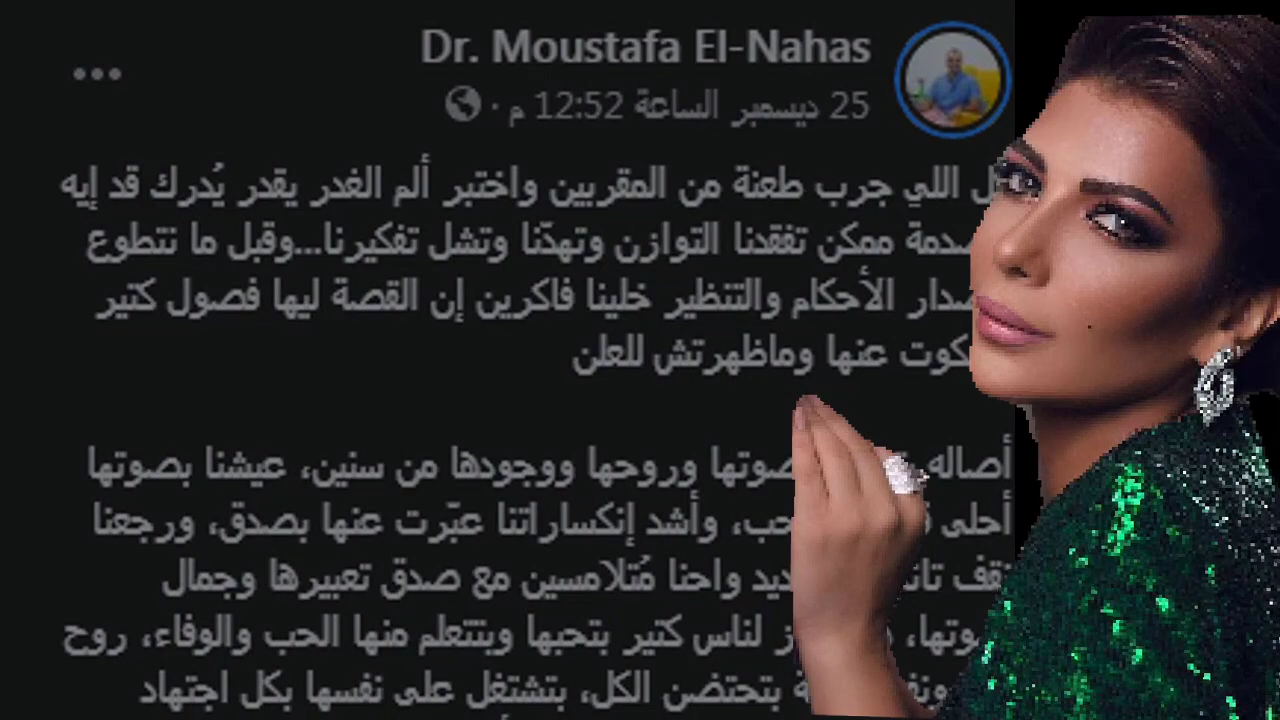 Dr. Moustafa El-Nahas
25 ديسمبر الساعة 12:52 م ·
اللي جرب طعنة من المقربين واختبر ألم الغدر يقدر يُدرك قد إيه
ممكن تفقدنا التوازن وتهدّنا وتشل تفكيرنا...وقبل ما نتطوع
الأحكام والتنظير خلينا فاكرين إن القصة ليها فصول كتير
عنها وماظهرتش للعلن
أصاله صوتها وروحها ووجودها من سنين، عيشنا بصوتها
أحلى وأشد إنكساراتنا عبّرت عنها بصدق، ورجعنا
واحنا مُتلامسين مع صدق تعبيرها وجمال
لناس كتير بتحبها وبتتعلم منها الحب والوفاء، روح
بتحتضن الكل، بتشتغل على نفسها بكل اجتهاد